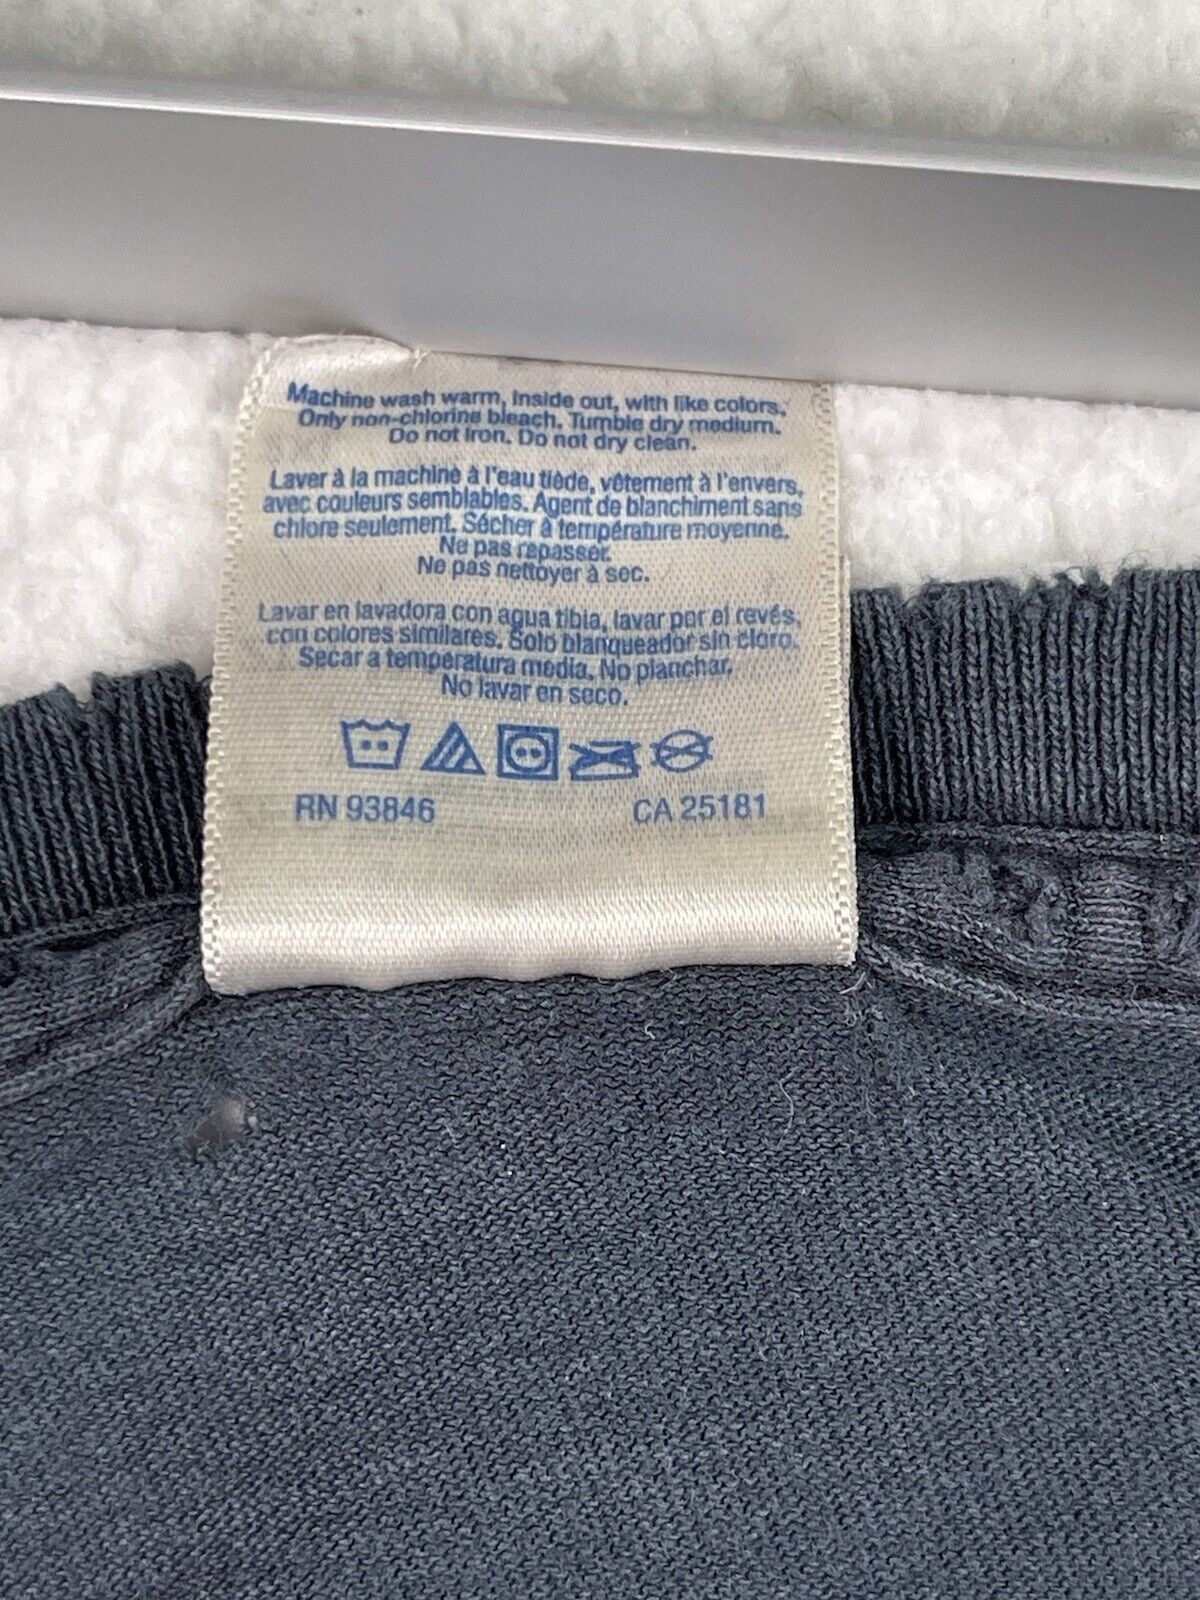 Machine wash warm, inside out, with like colors.
Only non-chlorine bleach. Tumble dry medium.
Do not iron. Do not dry clean.
Laver à la machine à l'eau tiède, vêtement à l'envers,
avec couleurs semblables. Agent de blanchiment sans
chlore seulement. Sécher à température moyenne.
Ne pas repasser.
Ne pas nettoyer à sec.
Lavar en lavadora con agua tibia, lavar por el revés,
con colores similares. Solo blanqueador sin cloro.
Secar a temperatura media. No planchar.
No lavar en seco.
RN 93846 CA 25181